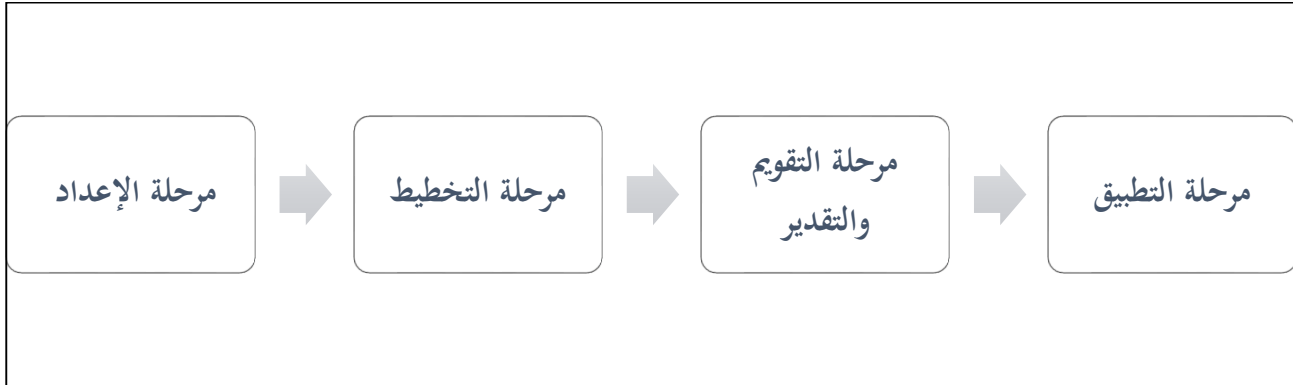 مرحلة الإعداد
مرحلة التخطيط
مرحلة التقويم
والتقدير
مرحلة التطبيق